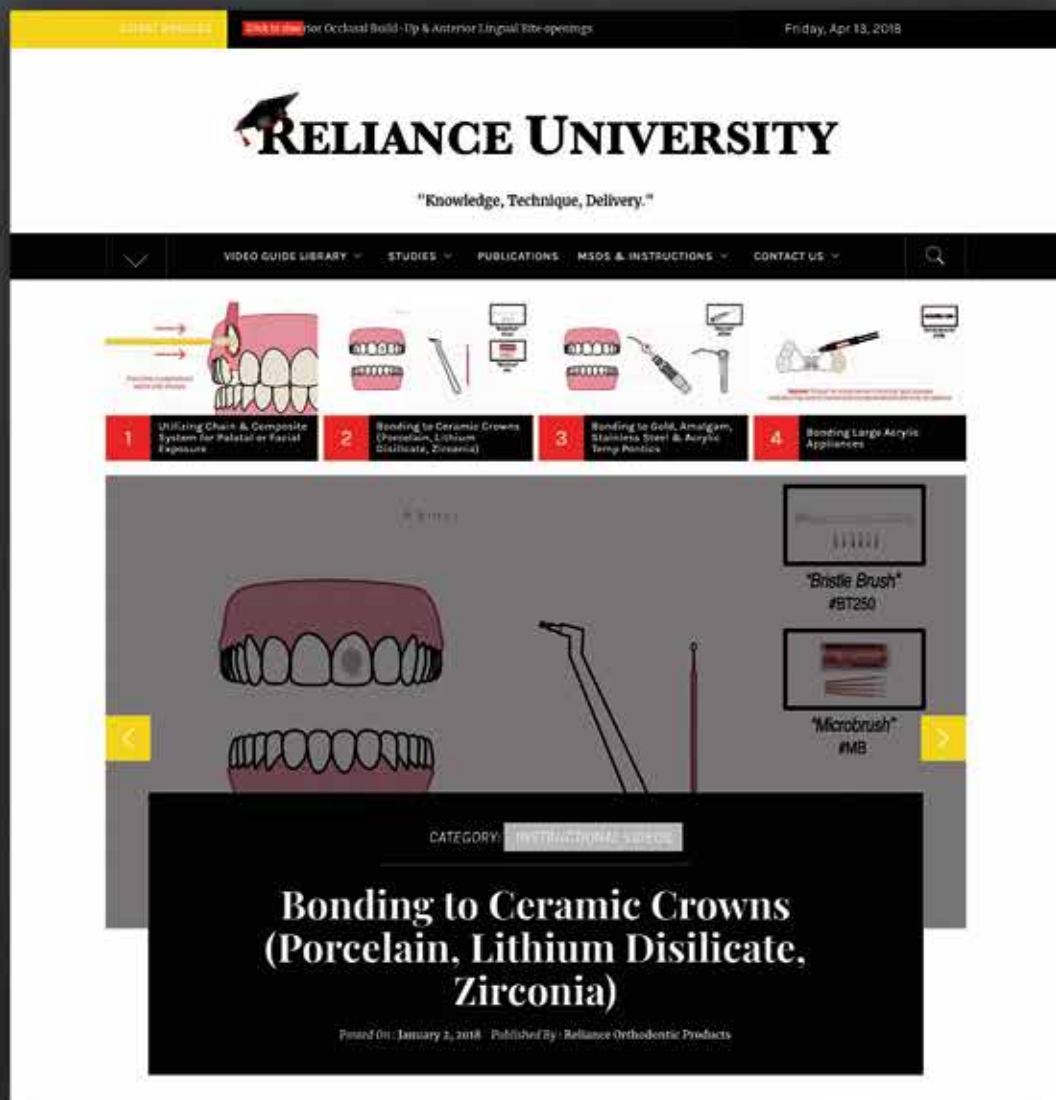 Click to view rior Occlusal Build-Up & Anterior Lingual Bite-openings
Friday, Apr 13, 2018
RELIANCE UNIVERSITY
"Knowledge, Technique, Delivery."
VIDEO GUIDE LIBRARY STUDIES PUBLICATIONS MSDS & INSTRUCTIONS CONTACT US
1
Utilizing Chain & Composite
System for Palatal or Facial
Exposure
2
Bonding to Ceramic Crowns
(Porcelain, Lithium
Disilicate, Zirconia)
3
Bonding to Gold, Amalgam,
Stainless Steel & Acrylic
Temp Pontics
4
Bonding Large Acrylic
Appliances
"Bristle Brush"
#BT250
"Microbrush"
#MB
CATEGORY: INSTRUCTIONAL VIDEOS
Bonding to Ceramic Crowns
(Porcelain, Lithium Disilicate,
Zirconia)
Posted On: January 2, 2018 Published By: Reliance Orthodontic Products